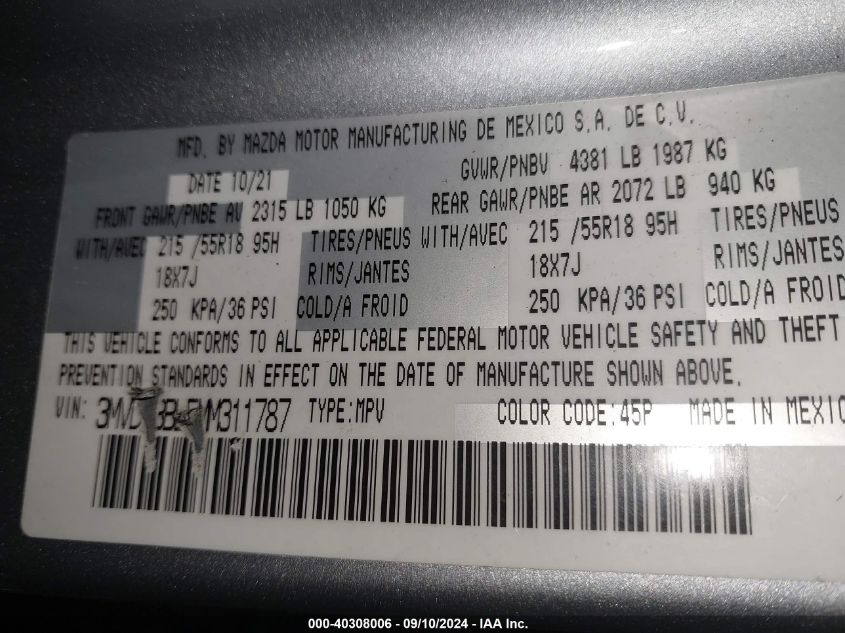 MFD. BY MAZDA MOTOR MANUFACTURING DE MEXICO S.A. DE C.V.
DATE 10/21 GVWR/PNBV 4381 LB 1987 KG
FRONT GAWR/PNBE AV 2315 LB 1050 KG REAR GAWR/PNBE AR 2072 LB 940 KG
WITH/AVEC 215 /55R18 95H TIRES/PNEUS WITH/AVEC 215 /55R18 95H TIRES/PNEUS
18X7J RIMS/JANTES 18X7J RIMS/JANTES
250 KPA/36 PSI COLD/A FROID 250 KPA/36 PSI COLD/A FROID
THIS VEHICLE CONFORMS TO ALL APPLICABLE FEDERAL MOTOR VEHICLE SAFETY AND THEFT
PREVENTION STANDARDS IN EFFECT ON THE DATE OF MANUFACTURE SHOWN ABOVE.
VIN: TYPE:MPV COLOR CODE:45P MADE IN MEXICO
000-40308006 - 09/10/2024 - IAA Inc.